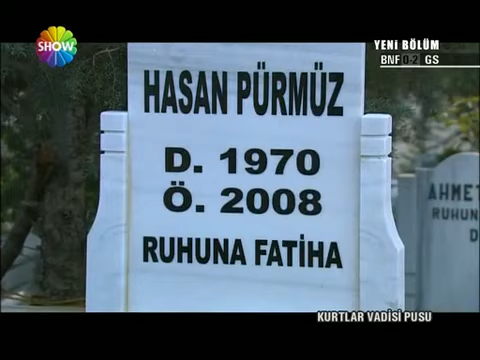 SHOW
YENİ BÖLÜM
BNF 0-2 GS
HASAN PÜRMÜZ
D. 1970
Ö. 2008
RUHUNA FATİHA
AHMET
RUHUN
D
KURTLAR VADİSİ PUSU